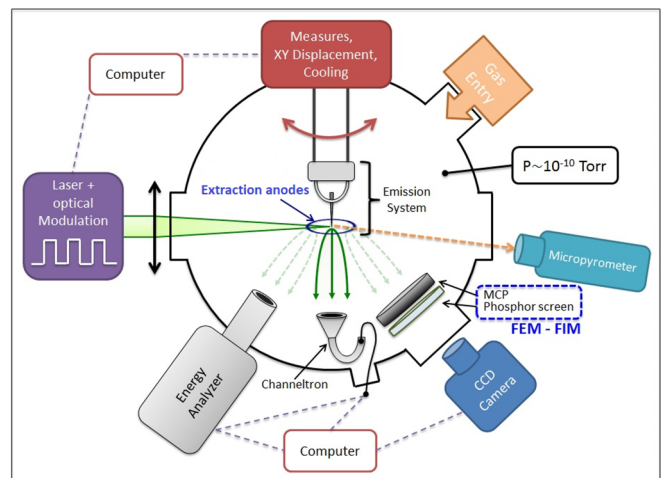 Measures,
XY Displacement,
Cooling
Computer
Gas
Entry
P~10⁻¹⁰ Torr
Laser +
optical
Modulation
Extraction anodes
Emission
System
Micropyrometer
MCP
Phosphor screen
FEM - FIM
Energy
Analyzer
Channeltron
CCD
Camera
Computer